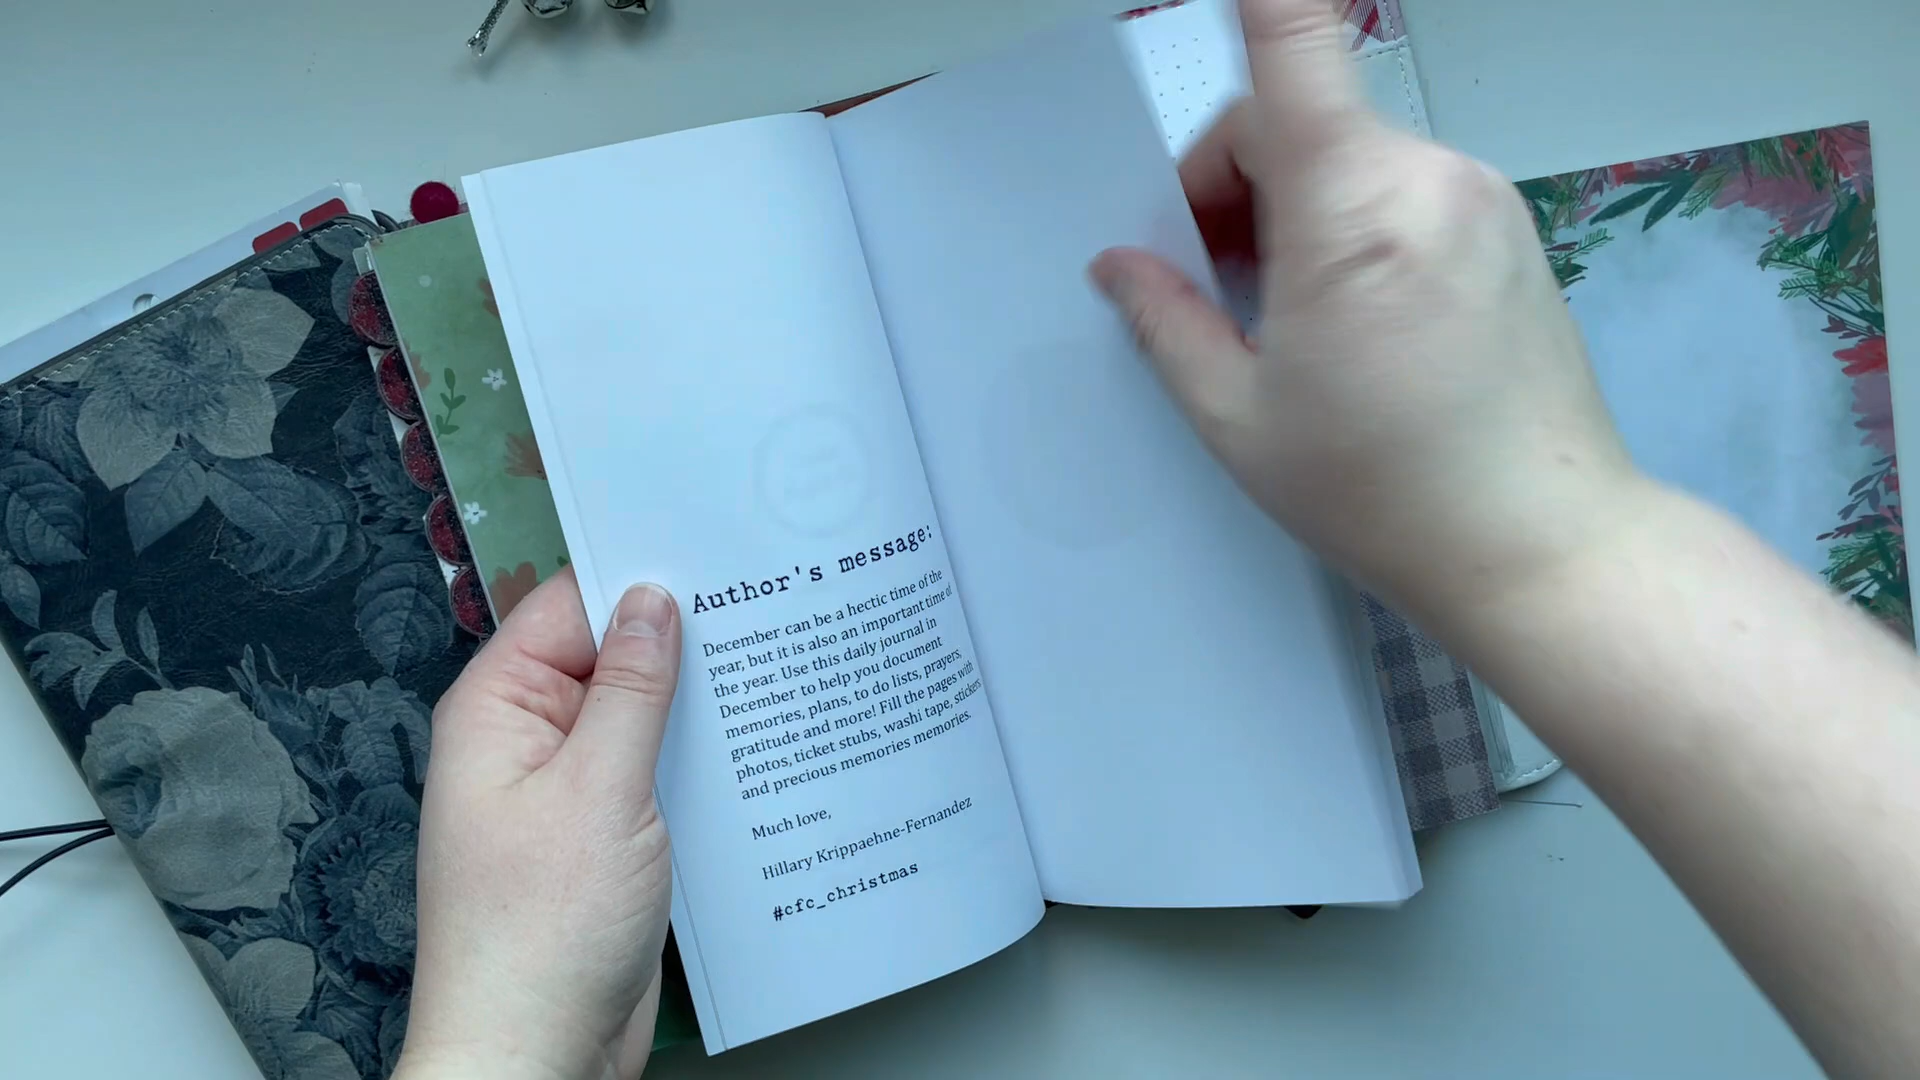 Author's message:
December can be a hectic time of the
year, but it is also an important time of
the year. Use this daily journal in
December to help you document
memories, plans, to do lists, prayers,
gratitude and more! Fill the pages with
photos, ticket stubs, washi tape, stickers
and precious memories memories.
Much love,
Hillary Krippaehne-Fernandez
#cfc_christmas